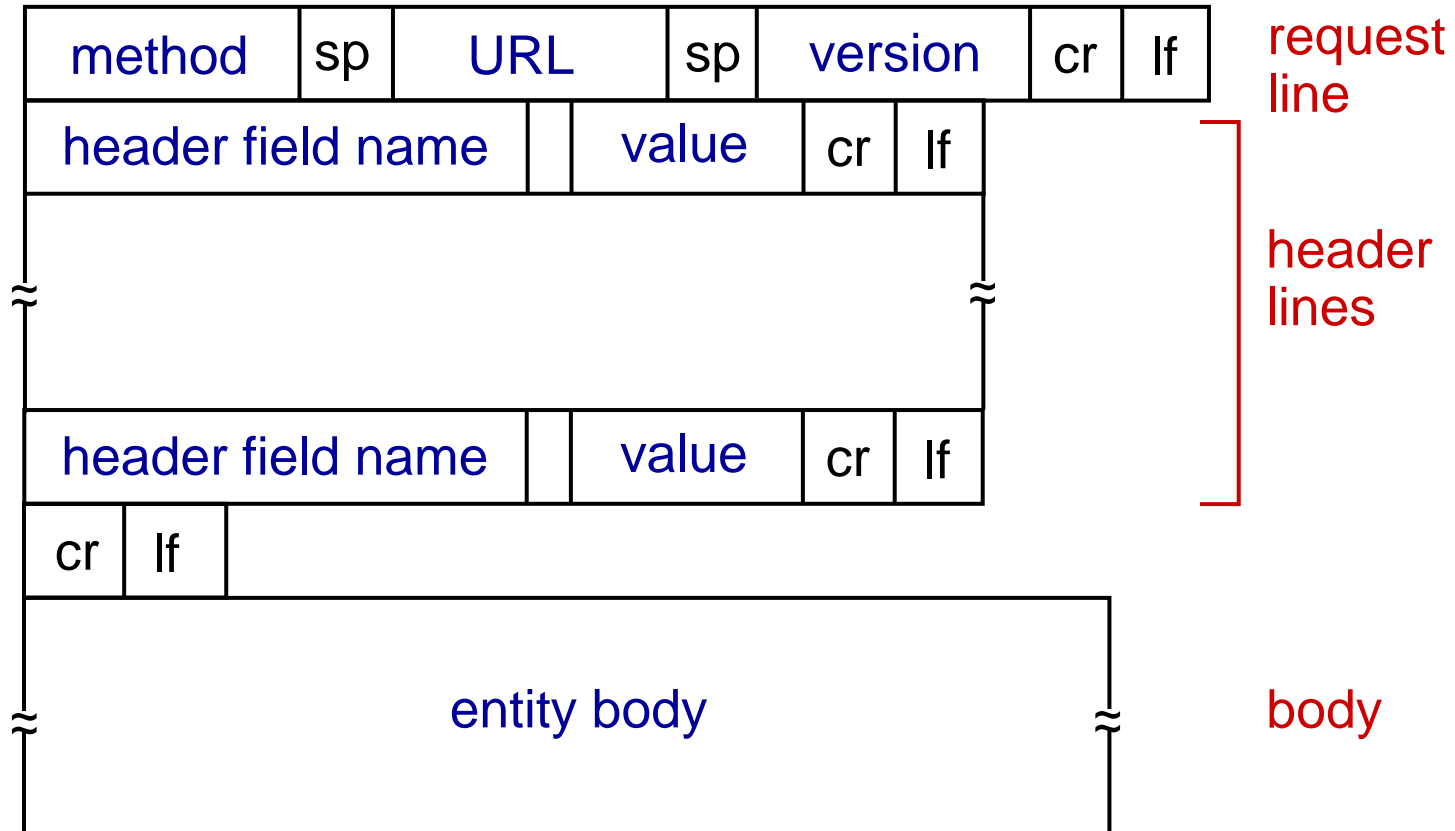 method sp URL sp version cr lf request
line
header field name value cr lf
header
lines
header field name value cr lf
cr lf
entity body body